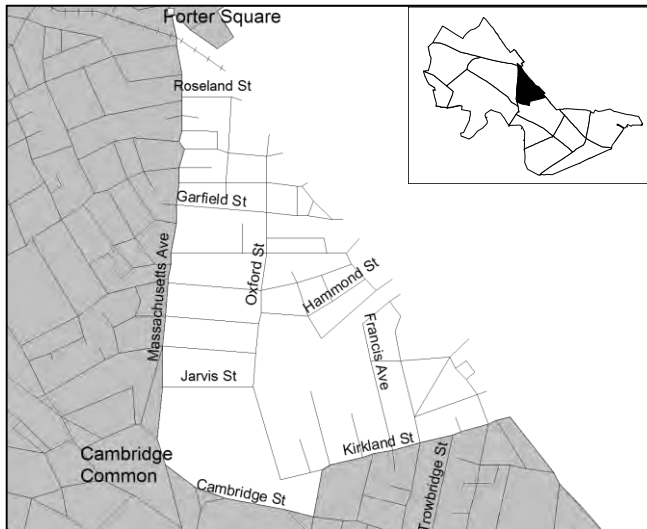 Porter Square
Roseland St
Garfield St
Massachusetts Ave
Oxford St
Hammond St
Francis Ave
Jarvis St
Kirkland St
Cambridge
Common
Cambridge St
Trowbridge St